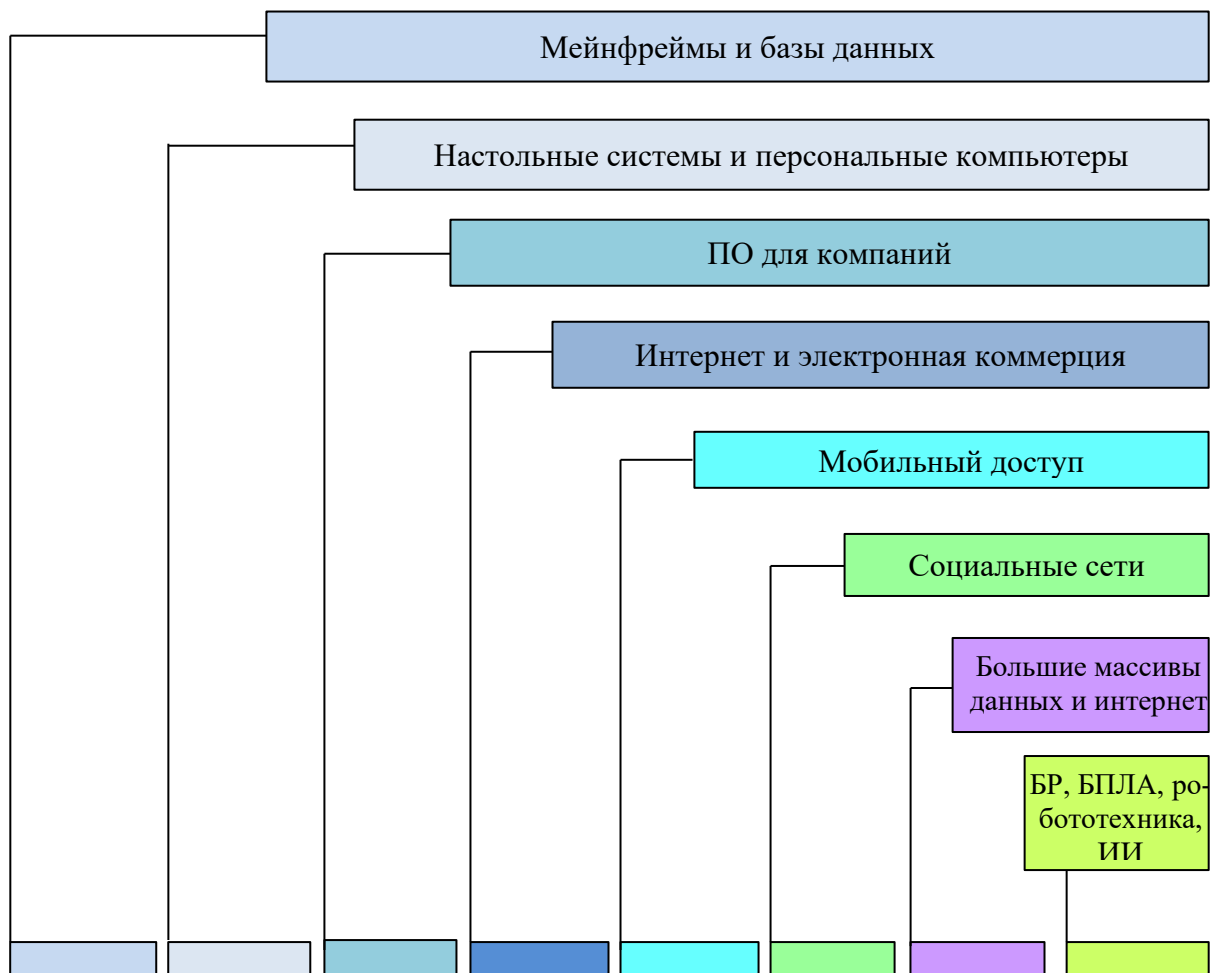 Мейнфреймы и базы данных
Настольные системы и персональные компьютеры
ПО для компаний
Интернет и электронная коммерция
Мобильный доступ
Социальные сети
Большие массивы
данных и интернет
БР, БПЛА, ро-
бототехника,
ИИ